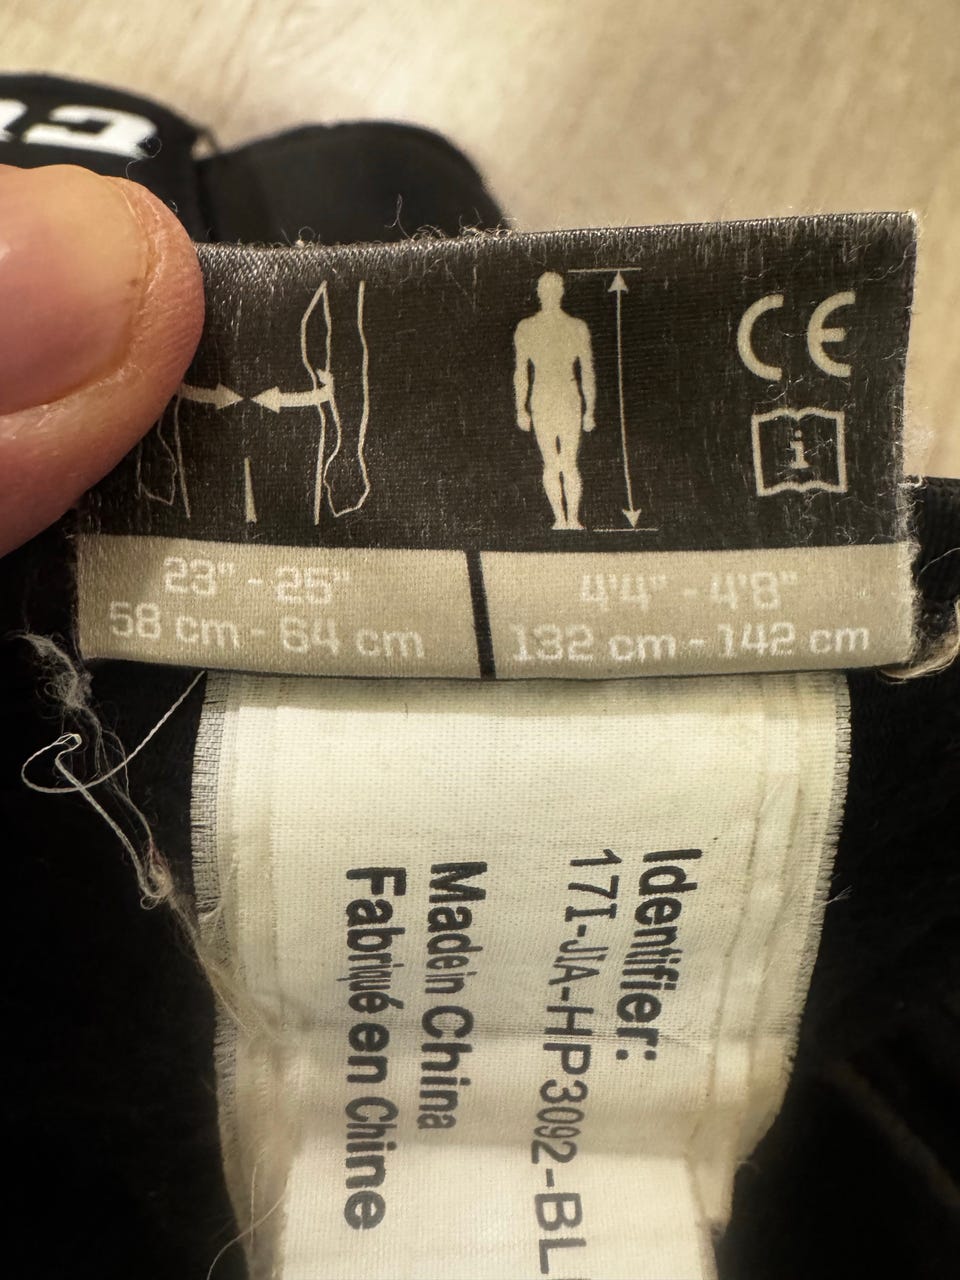 CE
i
23" - 25"
58 cm - 64 cm
4'4" - 4'8"
132 cm - 142 cm
Identifier:
17I-JIA-HP3092-BL
Made in China
Fabriqué en Chine